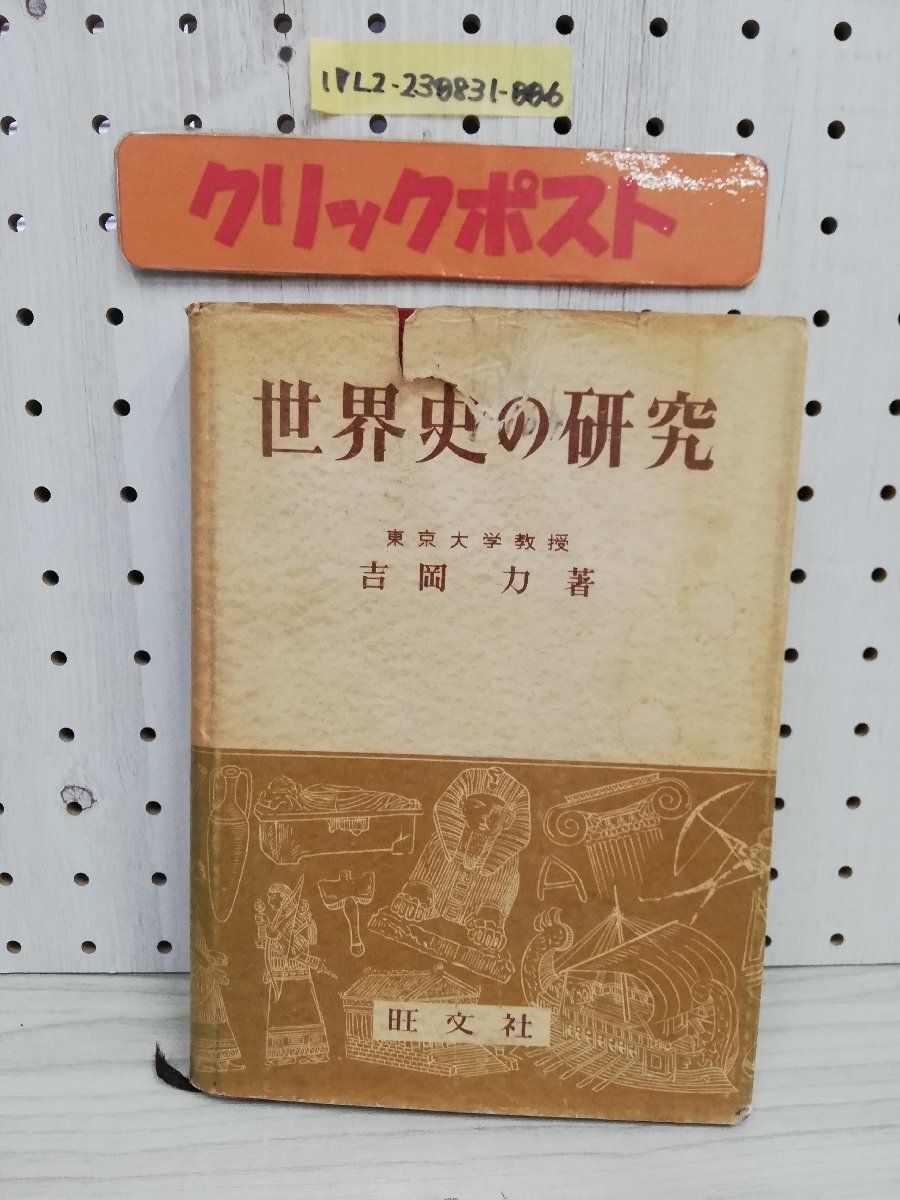 1YL2-230831-006
クリックポスト
世界史の研究
東京大学教授
吉岡力著
A
旺文社